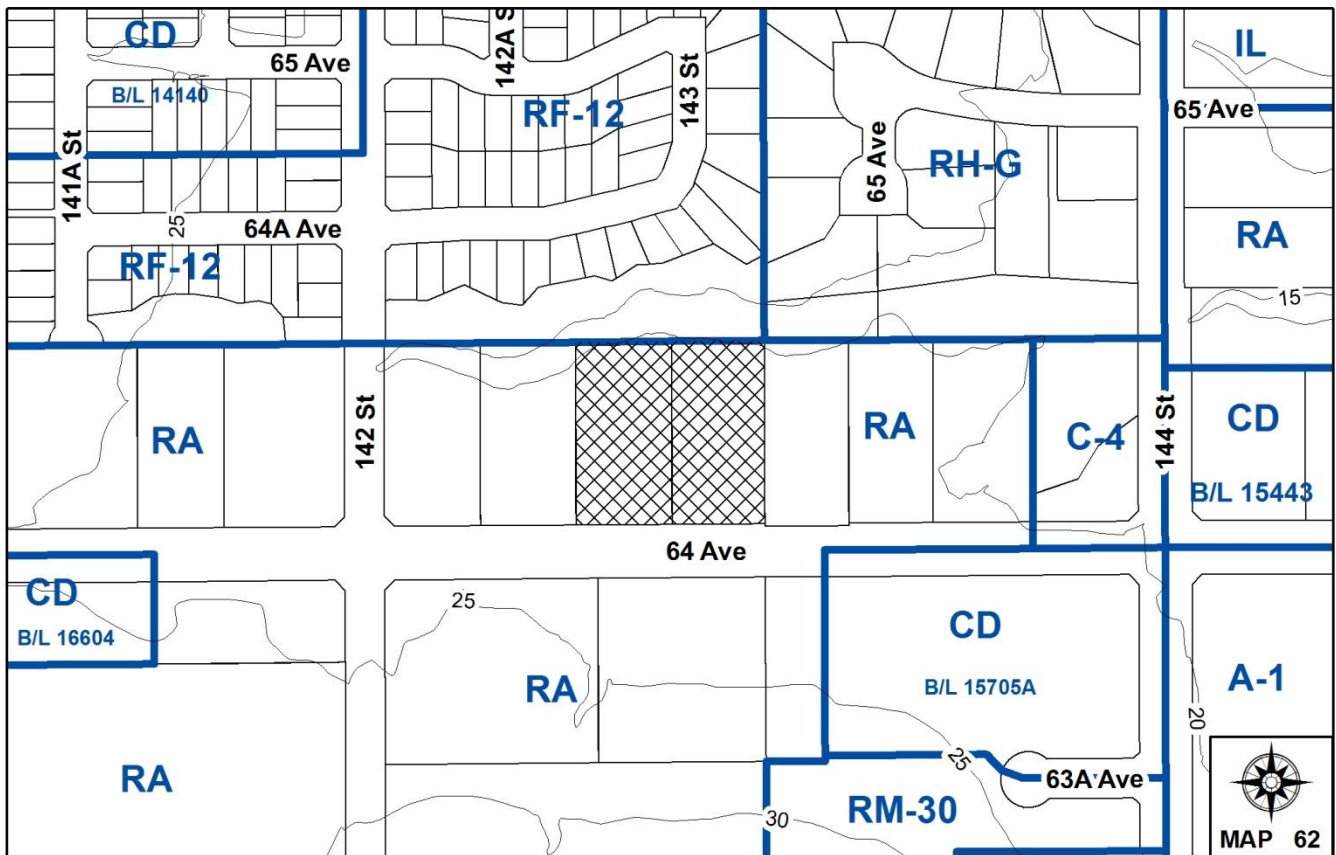 CD
142A St
IL
65 Ave
B/L 14140
RF-12
143 St
65 Ave
141A St
65 Ave
RH-G
25
64A Ave
RA
RF-12
15
RA
142 St
RA
C-4
144 St
CD
B/L 15443
64 Ave
CD
B/L 16604
25
CD
B/L 15705A
RA
A-1
20
RA
25
63A Ave
RM-30
30
MAP 62